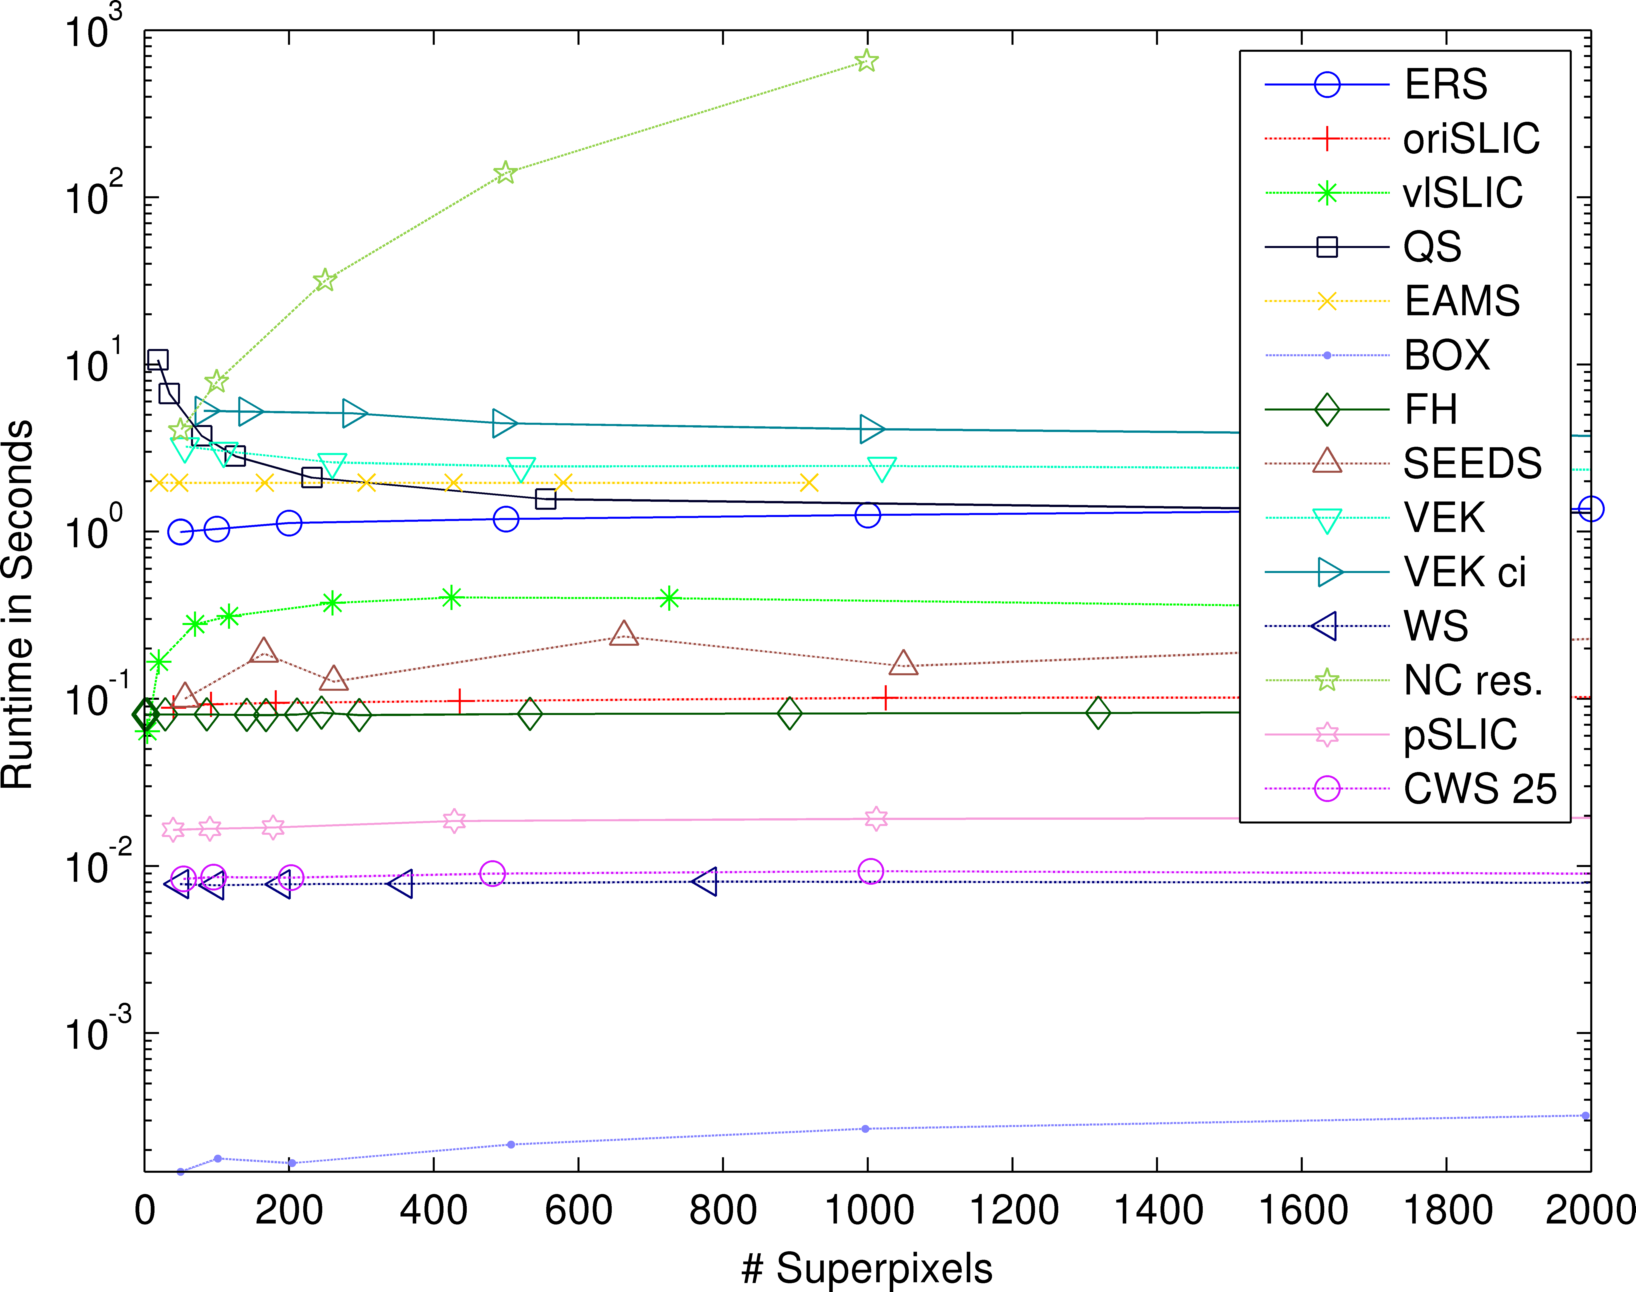 10^3
10^2
10^1
10^0
10^-1
10^-2
10^-3
Runtime in Seconds
0 200 400 600 800 1000 1200 1400 1600 1800 2000
# Superpixels
ERS
oriSLIC
vlSLIC
QS
EAMS
BOX
FH
SEEDS
VEK
VEK ci
WS
NC res.
pSLIC
CWS 25